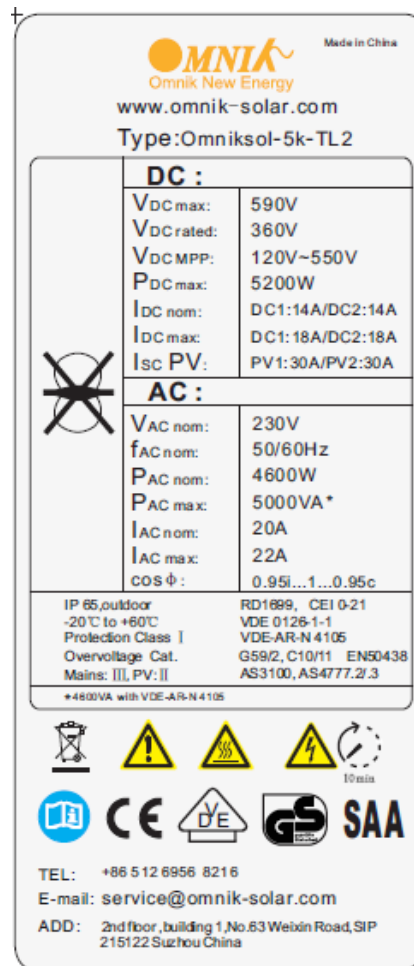 Made in China
OMNIK
Omnik New Energy
www.omnik-solar.com
Type:Omniksol-5k-TL2
DC :
VDC max: 590V
VDC rated: 360V
VDC MPP: 120V~550V
PDC max: 5200W
IDC nom: DC1:14A/DC2:14A
IDC max: DC1:18A/DC2:18A
Isc PV: PV1:30A/PV2:30A
AC :
VAC nom: 230V
fAC nom: 50/60Hz
PAC nom: 4600W
PAC max: 5000VA*
IAC nom: 20A
IAC max: 22A
cosϕ: 0.95i...1...0.95c
IP 65,outdoor RD1699, CEI 0-21
-20℃ to +60℃ VDE 0126-1-1
Protection Class Ⅰ VDE-AR-N 4105
Overvoltage Cat. G59/2, C10/11 EN50438
Mains: Ⅲ, PV:Ⅱ AS3100, AS4777.2/.3
*4600VA with VDE-AR-N 4105
10min
CE VDE GS SAA
TEL: +86 512 6956 8216
E-mail: service@omnik-solar.com
ADD: 2nd floor ,building 1,No.63 Weixin Road, SIP
215122 Suzhou China